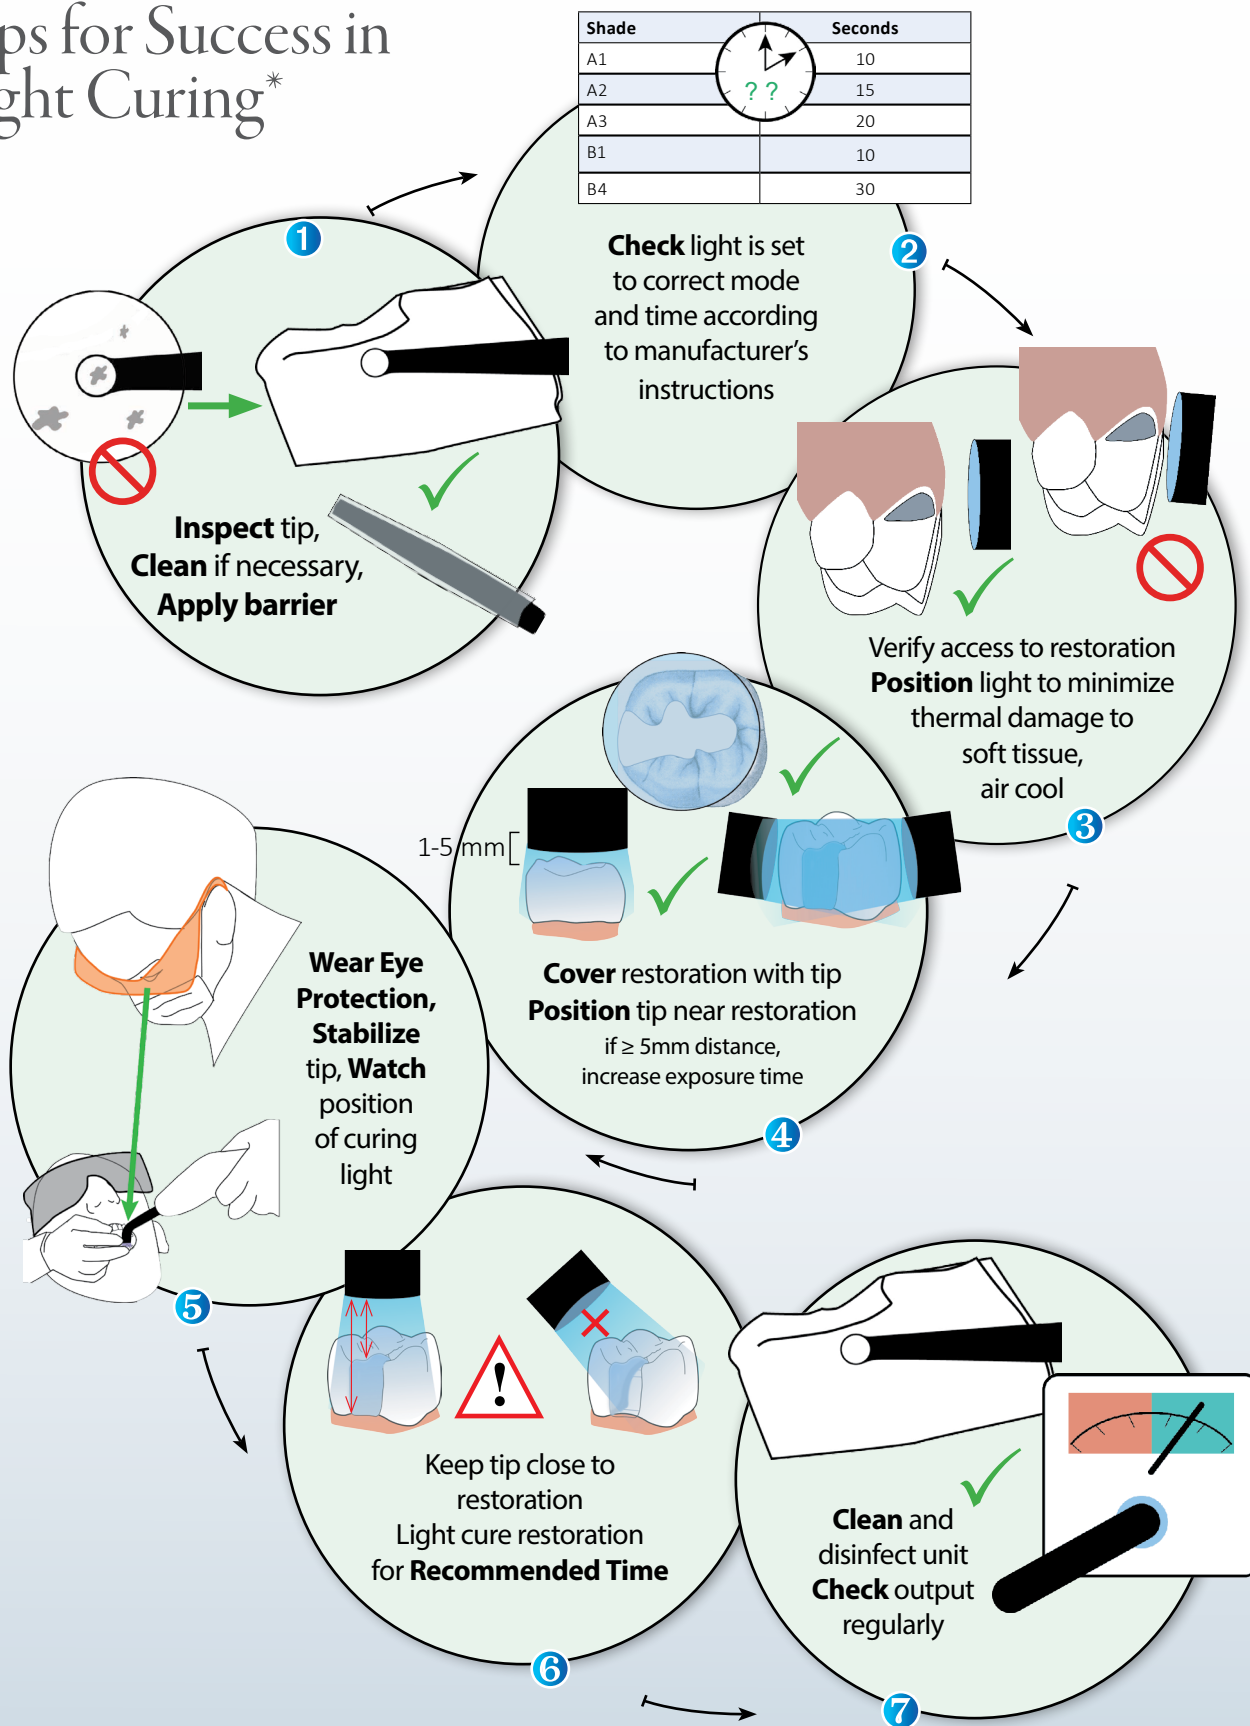 ps for Success in
ght Curing*
Shade Seconds
A1 10
A2 15
A3 20
B1 10
B4 30
? ?
1
Inspect tip,
Clean if necessary,
Apply barrier
2
Check light is set
to correct mode
and time according
to manufacturer's
instructions
Verify access to restoration
Position light to minimize
thermal damage to
soft tissue,
air cool
3
1-5 mm
Cover restoration with tip
Position tip near restoration
if ≥ 5mm distance,
increase exposure time
4
Wear Eye
Protection,
Stabilize
tip, Watch
position
of curing
light
5
!
Keep tip close to
restoration
Light cure restoration
for Recommended Time
6
Clean and
disinfect unit
Check output
regularly
7